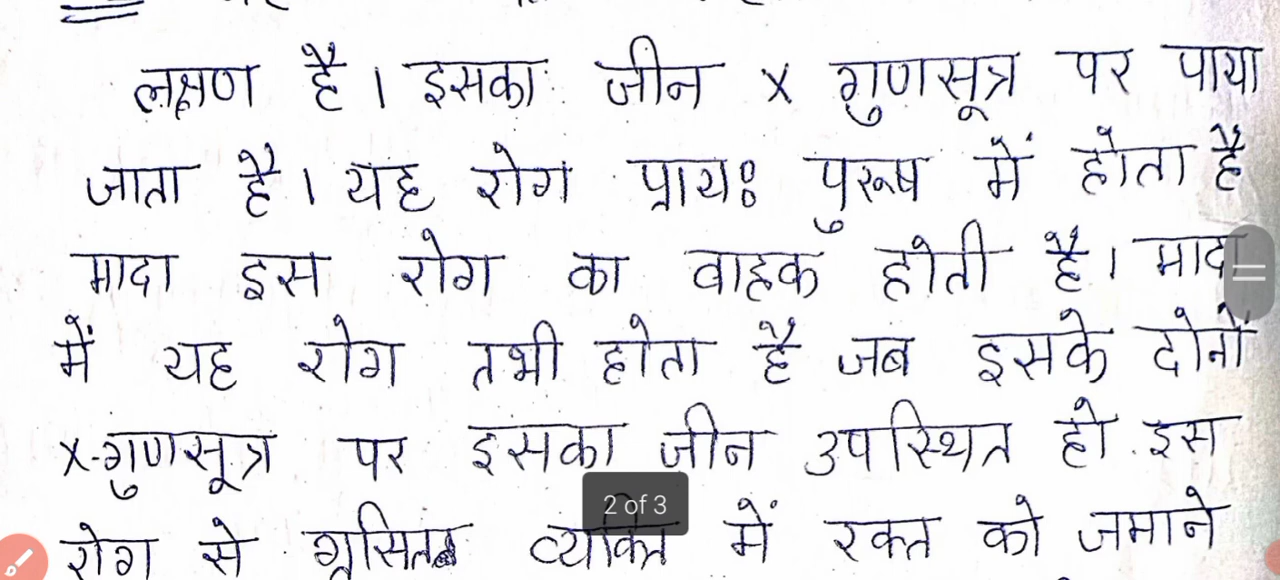 लक्षण है । इसका जीन X गुणसूत्र पर पाया
जाता है । यह रोग प्रायः पुरूष में होता है
मादा इस रोग का वाहक होती है । माद
में यह रोग तभी होता है जब इसके दोनों
X-गुणसूत्र पर इसका जीन उपस्थित हो इस
2 of 3
रोग से ग्रसित व्यक्ति में रक्त को जमाने